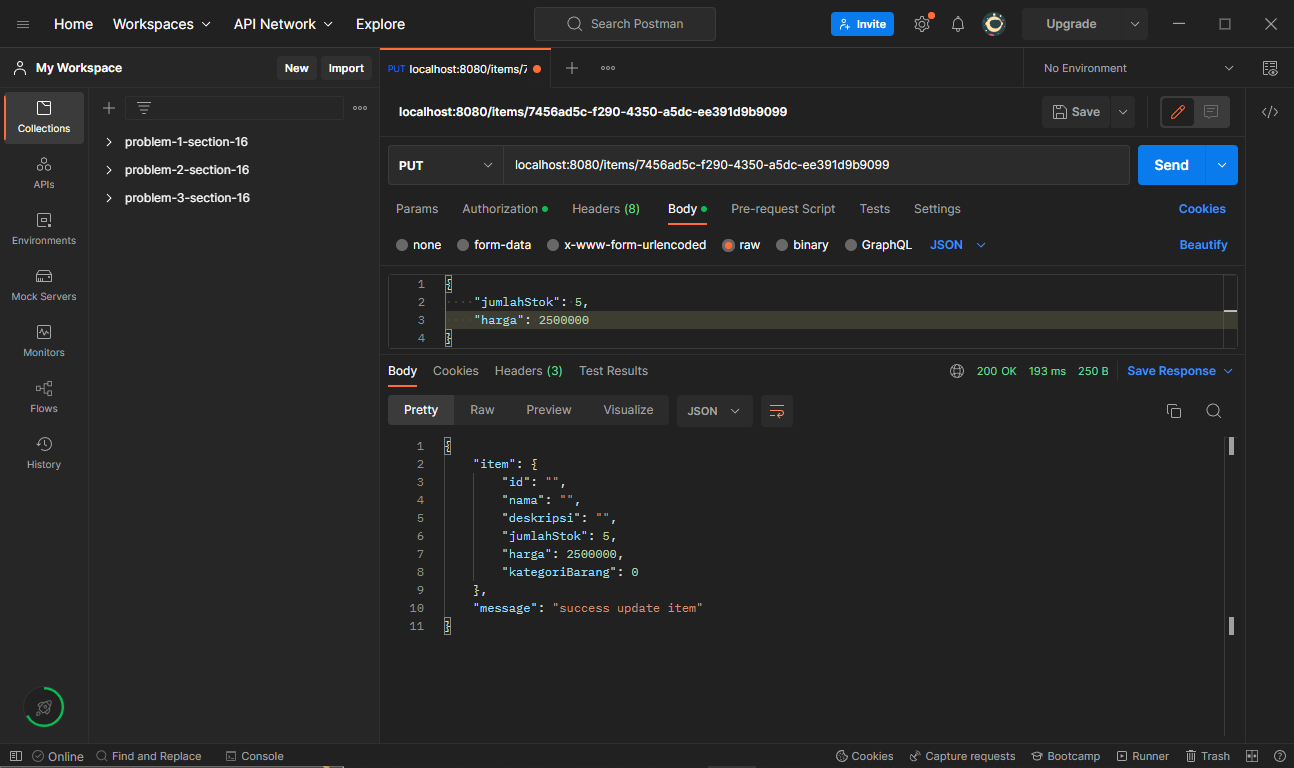 Home Workspaces API Network Explore Search Postman Invite Upgrade
My Workspace New Import PUT localhost:8080/items/7 No Environment
localhost:8080/items/7456ad5c-f290-4350-a5dc-ee391d9b9099 Save
Collections
APIs
Environments
Mock Servers
Monitors
Flows
History
problem-1-section-16
problem-2-section-16
problem-3-section-16
PUT localhost:8080/items/7456ad5c-f290-4350-a5dc-ee391d9b9099 Send
Params Authorization Headers (8) Body Pre-request Script Tests Settings Cookies
none form-data x-www-form-urlencoded raw binary GraphQL JSON Beautify
1 {
2 "jumlahStok": 5,
3 "harga": 2500000
4 }
Body Cookies Headers (3) Test Results 200 OK 193 ms 250 B Save Response
Pretty Raw Preview Visualize JSON
1 {
2 "item": {
3 "id": "",
4 "nama": "",
5 "deskripsi": "",
6 "jumlahStok": 5,
7 "harga": 2500000,
8 "kategoriBarang": 0
9 },
10 "message": "success update item"
11 }
Online Find and Replace Console Cookies Capture requests Bootcamp Runner Trash